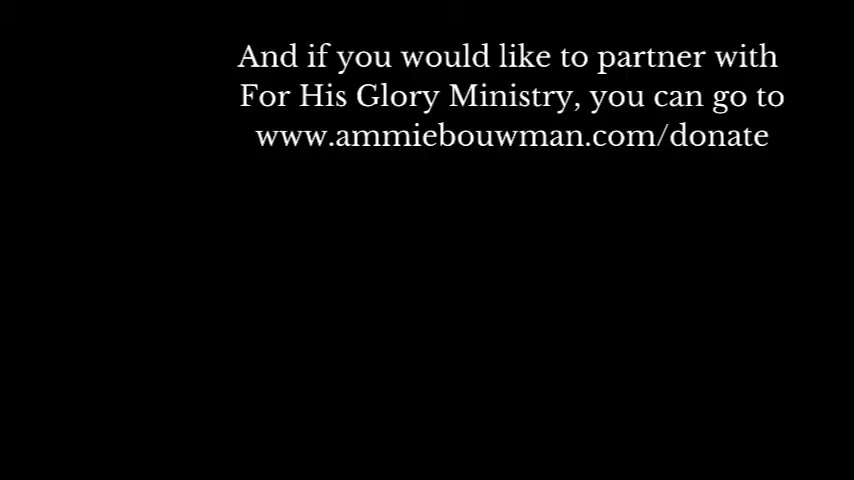 And if you would like to partner with
For His Glory Ministry, you can go to
www.ammiebouwman.com/donate